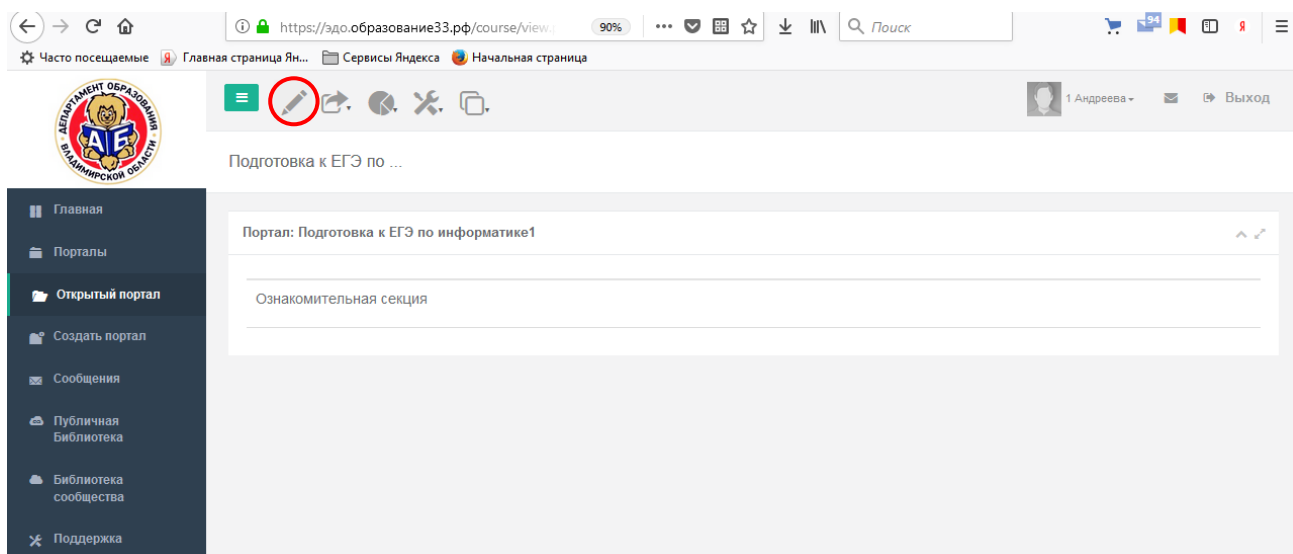 https://эдо.образование33.рф/course/view.
90%
Поиск
94
Я
Часто посещаемые
Я Главная страница Ян...
Сервисы Яндекса
Начальная страница
ДЕПАРТАМЕНТ ОБРАЗОВАНИЯ
ВЛАДИМИРСКОЙ ОБЛАСТИ
АБ
1 Андреева
Выход
Подготовка к ЕГЭ по ...
Главная
Порталы
Открытый портал
Создать портал
Сообщения
Публичная
Библиотека
Библиотека
сообщества
Поддержка
Портал: Подготовка к ЕГЭ по информатике1
Ознакомительная секция